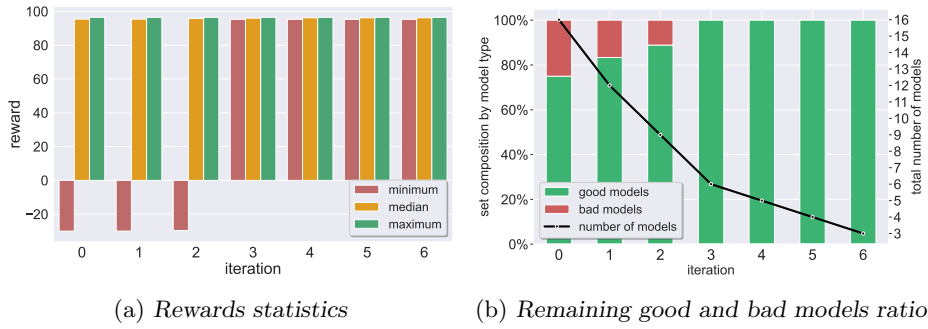 100
80
60
40
20
0
−20
reward
0 1 2 3 4 5 6
iteration
minimum
median
maximum
(a) Rewards statistics
100%
80%
60%
40%
20%
0%
set composition by model type
16
15
14
13
12
11
10
9
8
7
6
5
4
3
total number of models
0 1 2 3 4 5 6
iteration
good models
bad models
number of models
(b) Remaining good and bad models ratio